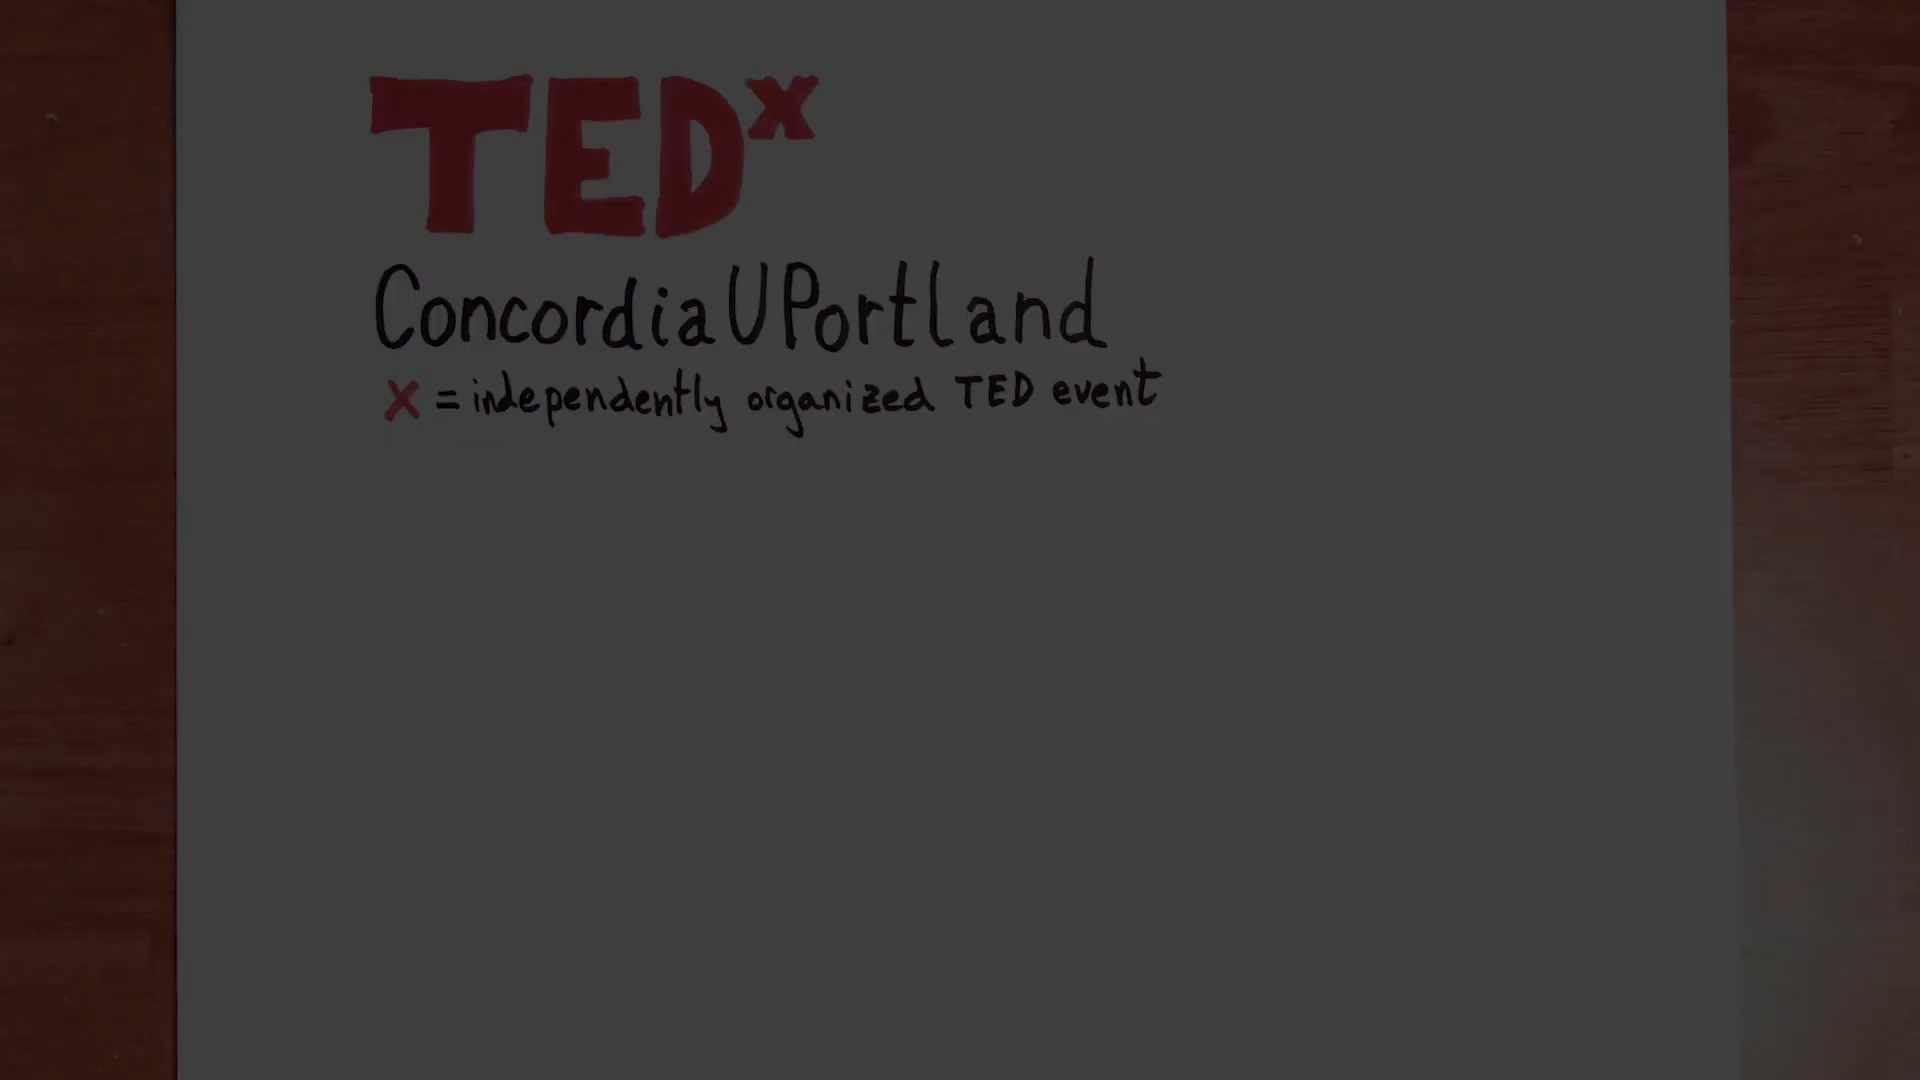 TEDx
ConcordiaUPortland
x = independently organized TED event